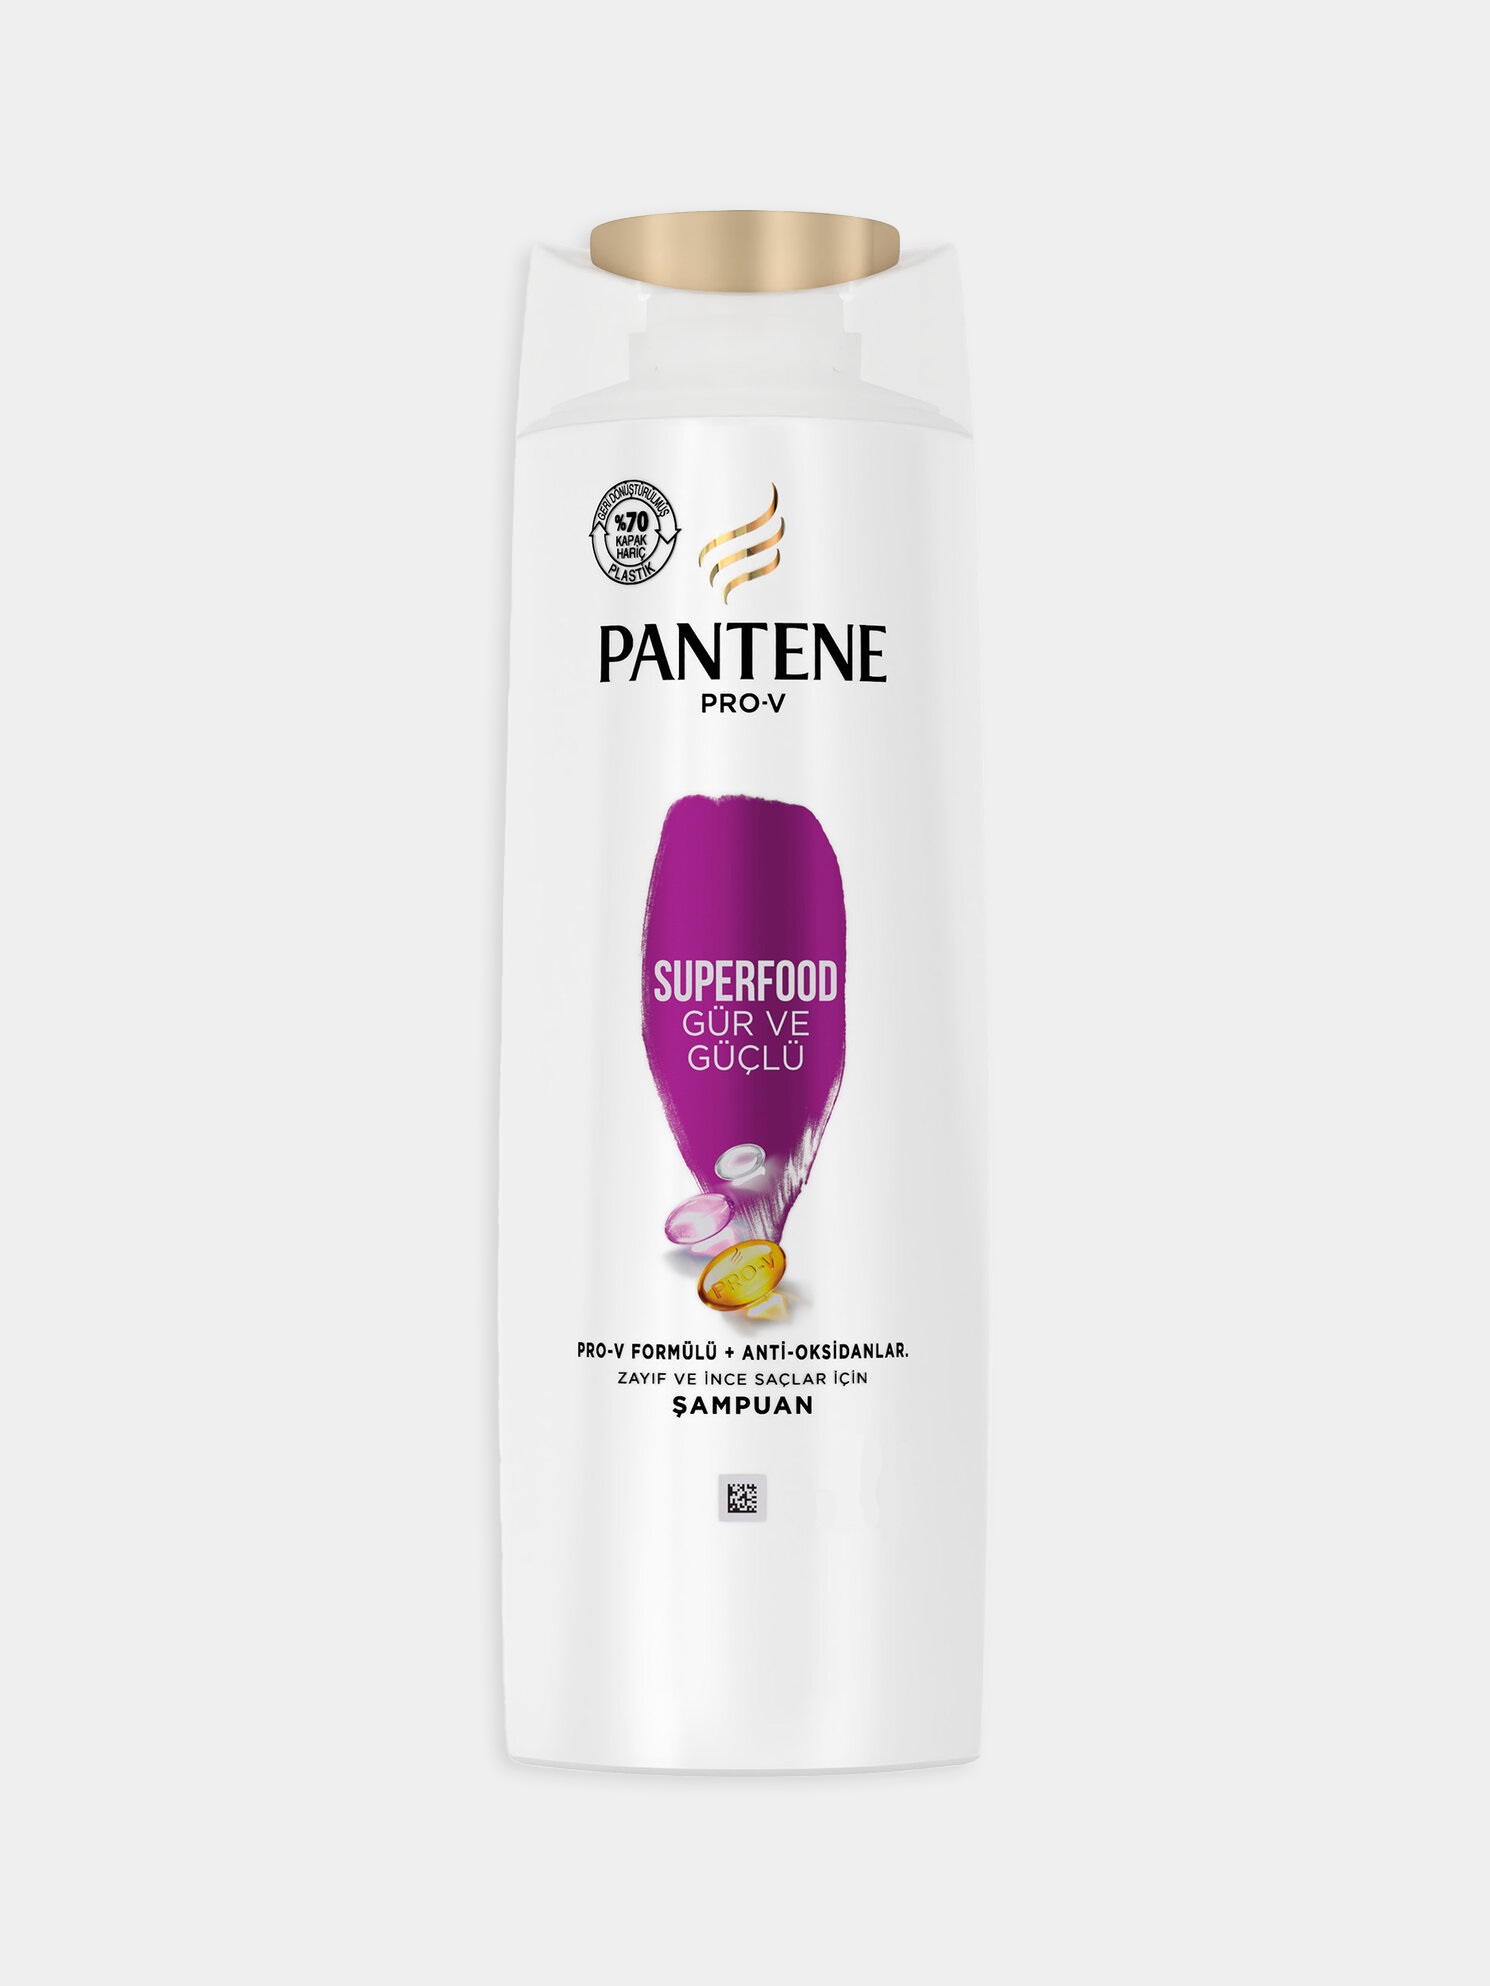 GERİ DÖNÜŞTÜRÜLMÜŞ
%70
KAPAK
HARİÇ
PLASTİK
PANTENE
PRO-V
SUPERFOOD
GÜR VE
GÜÇLÜ
PRO-V
PRO-V FORMÜLÜ + ANTİ-OKSİDANLAR.
ZAYIF VE İNCE SAÇLAR İÇİN
ŞAMPUAN